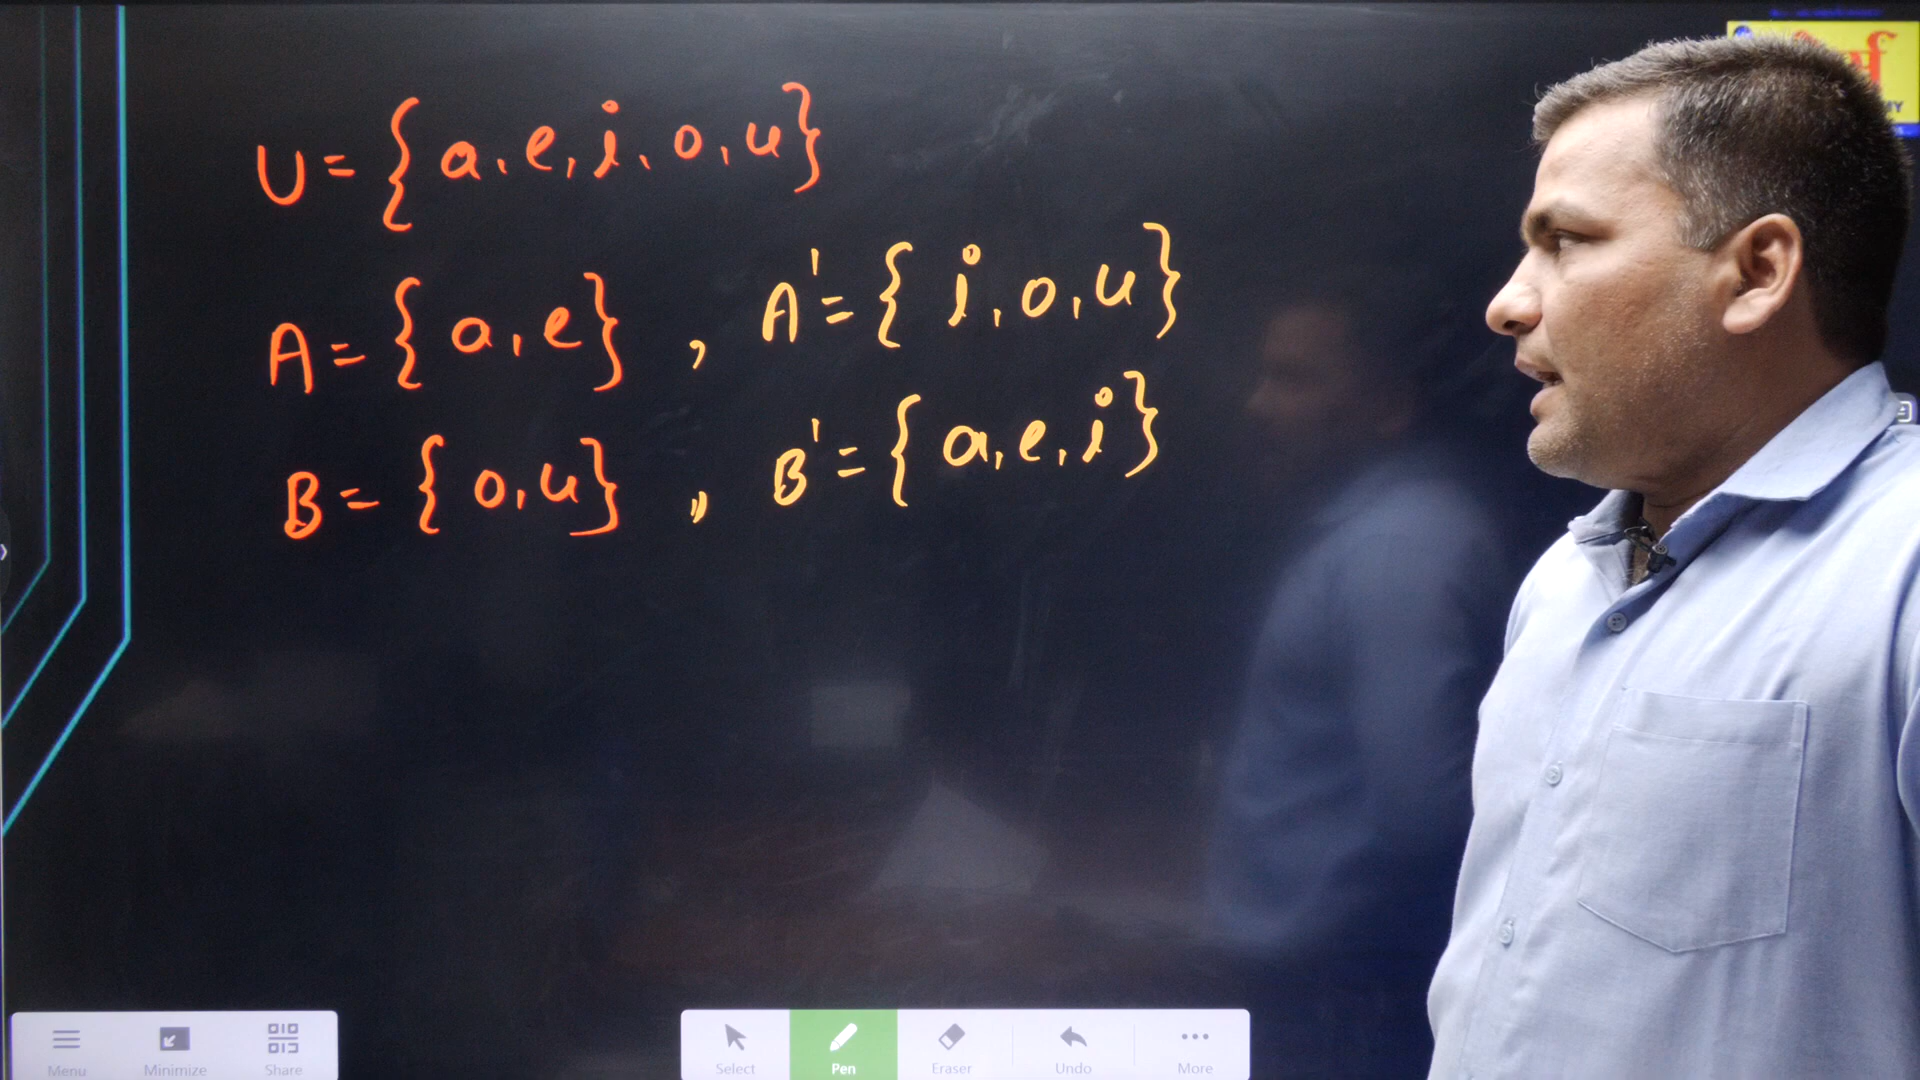 U = { a, e, i, o, u }
A = { a, e } , A' = { i, o, u }
B = { o, u } ,, B' = { a, e, i }
Menu
Minimize
Share
Select
Pen
Eraser
Undo
More